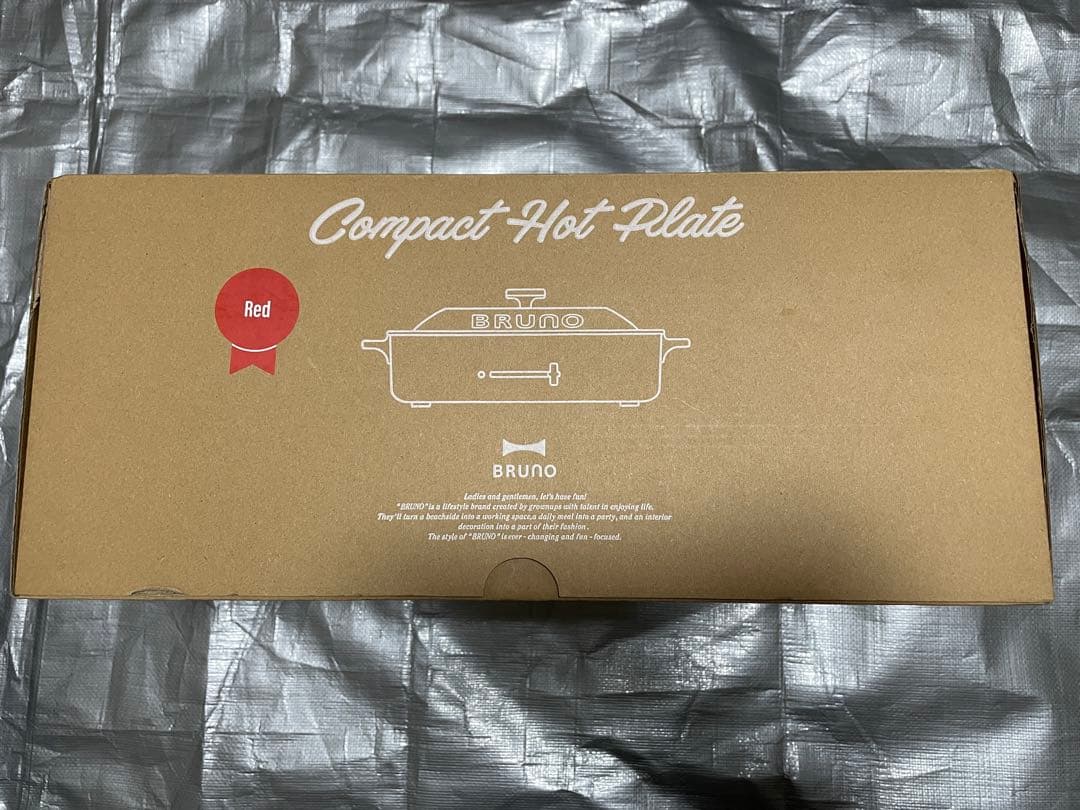 Compact Hot Plate
Red
BRUNO
BRUNO
Ladies and gentlemen, let's have fun!
"BRUNO" is a lifestyle brand created by grownups with talent in enjoying life.
They'll turn a beachside into a working space,a daily meal into a party, and an interior
decoration into a part of their fashion.
The style of "BRUNO" is ever - changing and fun - focused.